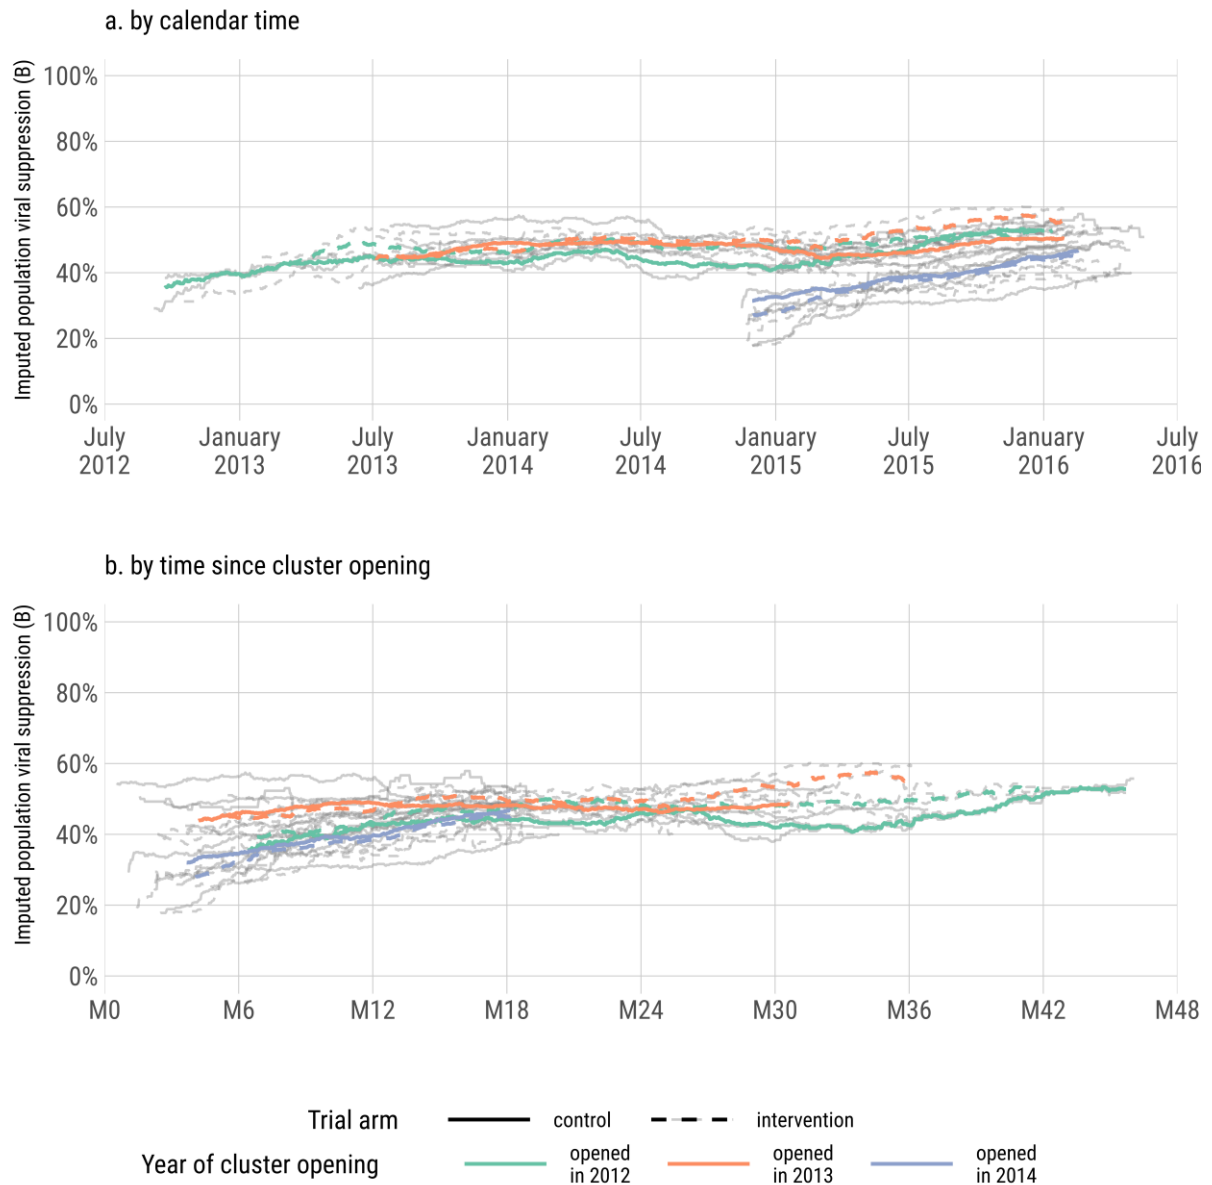 a. by calendar time
Imputed population viral suppression (B)
100%
80%
60%
40%
20%
0%
July 2012
January 2013
July 2013
January 2014
July 2014
January 2015
July 2015
January 2016
July 2016
b. by time since cluster opening
Imputed population viral suppression (B)
100%
80%
60%
40%
20%
0%
M0 M6 M12 M18 M24 M30 M36 M42 M48
Trial arm control intervention
Year of cluster opening
opened in 2012
opened in 2013
opened in 2014